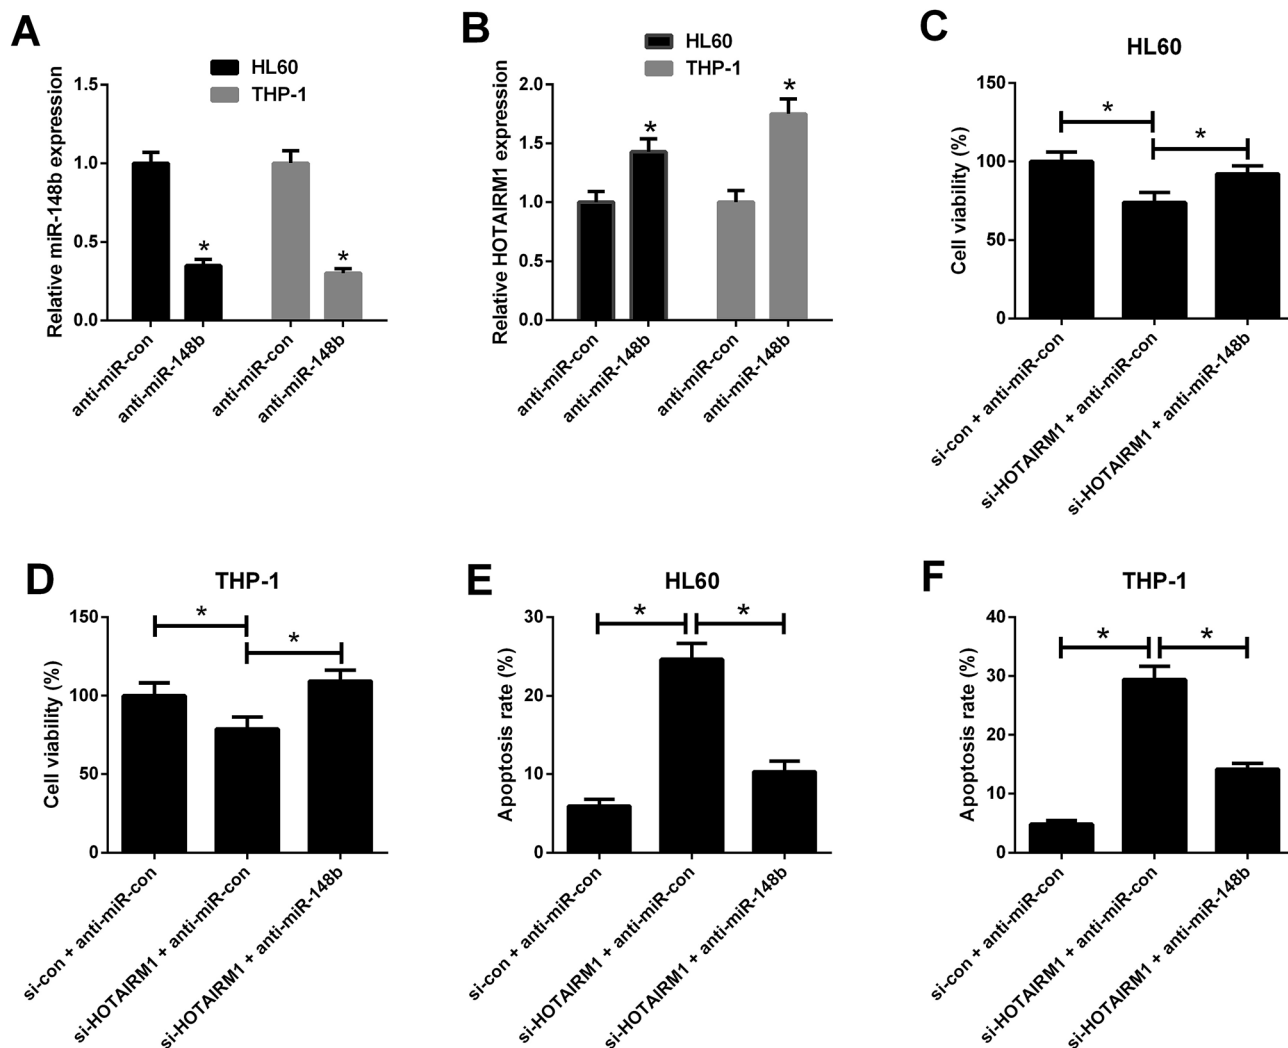 A
HL60
THP-1
Relative miR-148b expression
1.5
1.0
0.5
0.0
*
*
anti-miR-con
anti-miR-148b
anti-miR-con
anti-miR-148b
B
HL60
THP-1
Relative HOTAIRM1 expression
2.0
1.5
1.0
0.5
0.0
*
*
anti-miR-con
anti-miR-148b
anti-miR-con
anti-miR-148b
C
HL60
Cell viability (%)
150
100
50
0
*
*
si-con + anti-miR-con
si-HOTAIRM1 + anti-miR-con
si-HOTAIRM1 + anti-miR-148b
D
THP-1
Cell viability (%)
150
100
50
0
*
*
si-con + anti-miR-con
si-HOTAIRM1 + anti-miR-con
si-HOTAIRM1 + anti-miR-148b
E
HL60
Apoptosis rate (%)
30
20
10
0
*
*
si-con + anti-miR-con
si-HOTAIRM1 + anti-miR-con
si-HOTAIRM1 + anti-miR-148b
F
THP-1
Apoptosis rate (%)
40
30
20
10
0
*
*
si-con + anti-miR-con
si-HOTAIRM1 + anti-miR-con
si-HOTAIRM1 + anti-miR-148b